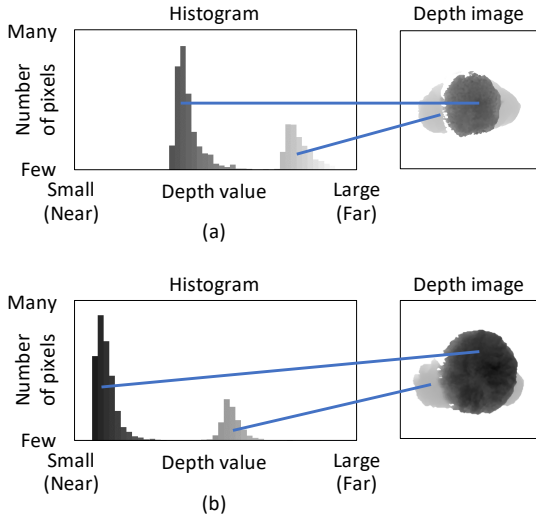 Histogram
Depth image
Many
Number
of pixels
Few
Small
(Near)
Depth value
Large
(Far)
(a)
Histogram
Depth image
Many
Number
of pixels
Few
Small
(Near)
Depth value
Large
(Far)
(b)